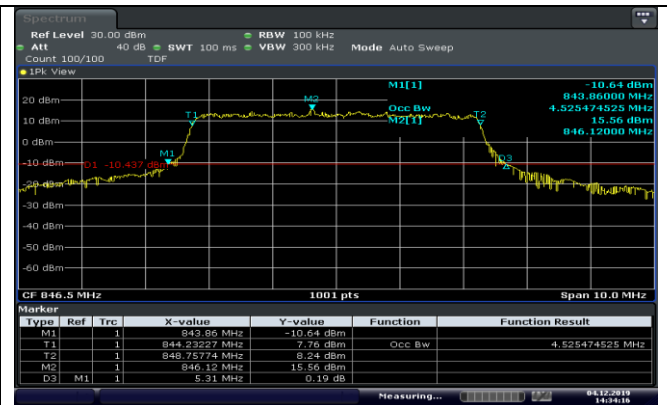 Spectrum
Ref Level 30.00 dBm RBW 100 kHz
Att 40 dB SWT 100 ms VBW 300 kHz Mode Auto Sweep
Count 100/100 TDF
1Pk View
M1[1] -10.64 dBm
843.86000 MHz
20 dBm M2 Occ Bw 4.525474525 MHz
10 dBm T1 M2[1] T2 15.56 dBm
846.12000 MHz
0 dBm
M1 D3
-10 dBm D1 -10.437 dBm
-20 dBm
-30 dBm
-40 dBm
-50 dBm
-60 dBm
CF 846.5 MHz 1001 pts Span 10.0 MHz
Marker
Type Ref Trc X-value Y-value Function Function Result
M1 1 843.86 MHz -10.64 dBm
T1 1 844.23227 MHz 7.76 dBm Occ Bw 4.525474525 MHz
T2 1 848.75774 MHz 8.24 dBm
M2 1 846.12 MHz 15.56 dBm
D3 M1 1 5.31 MHz 0.19 dB
Measuring... 04.12.2019
14:34:16